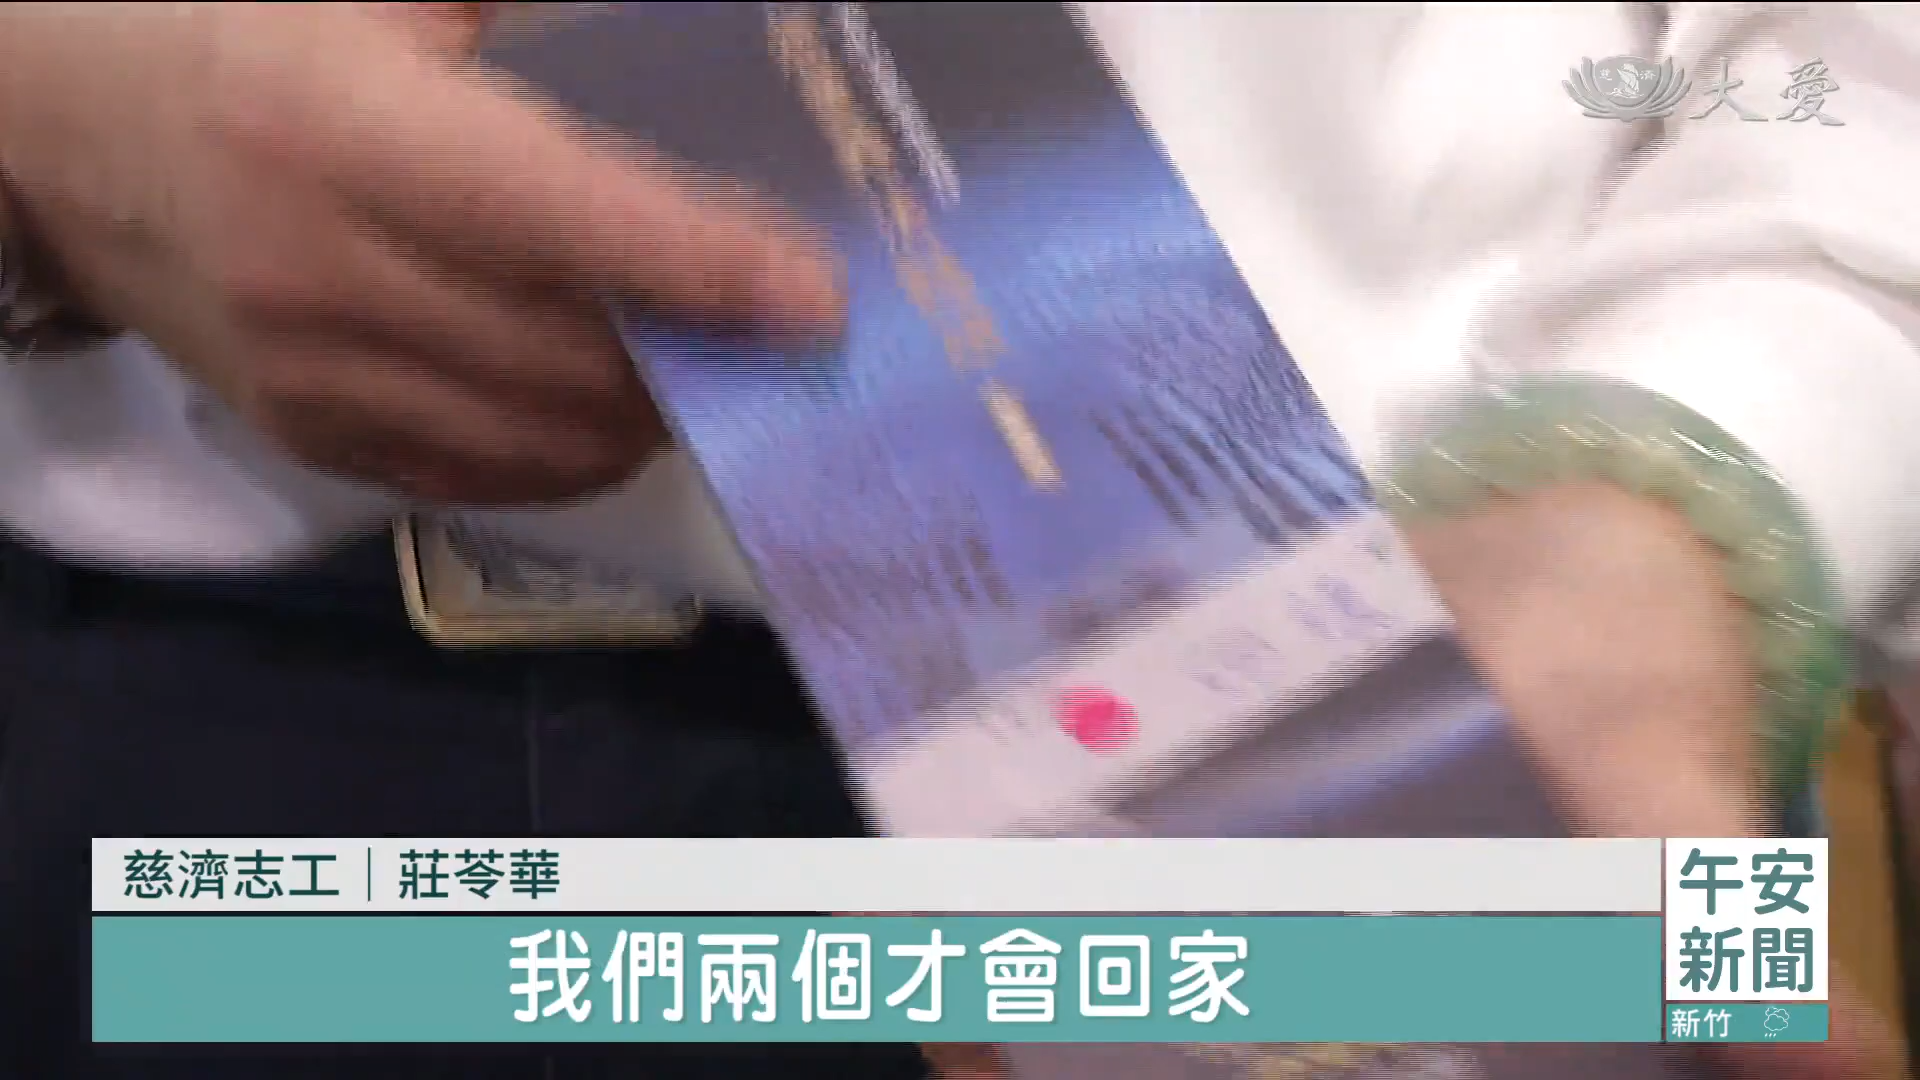 大愛
慈濟志工｜莊苓華
我們兩個才會回家
午安
新聞
新竹